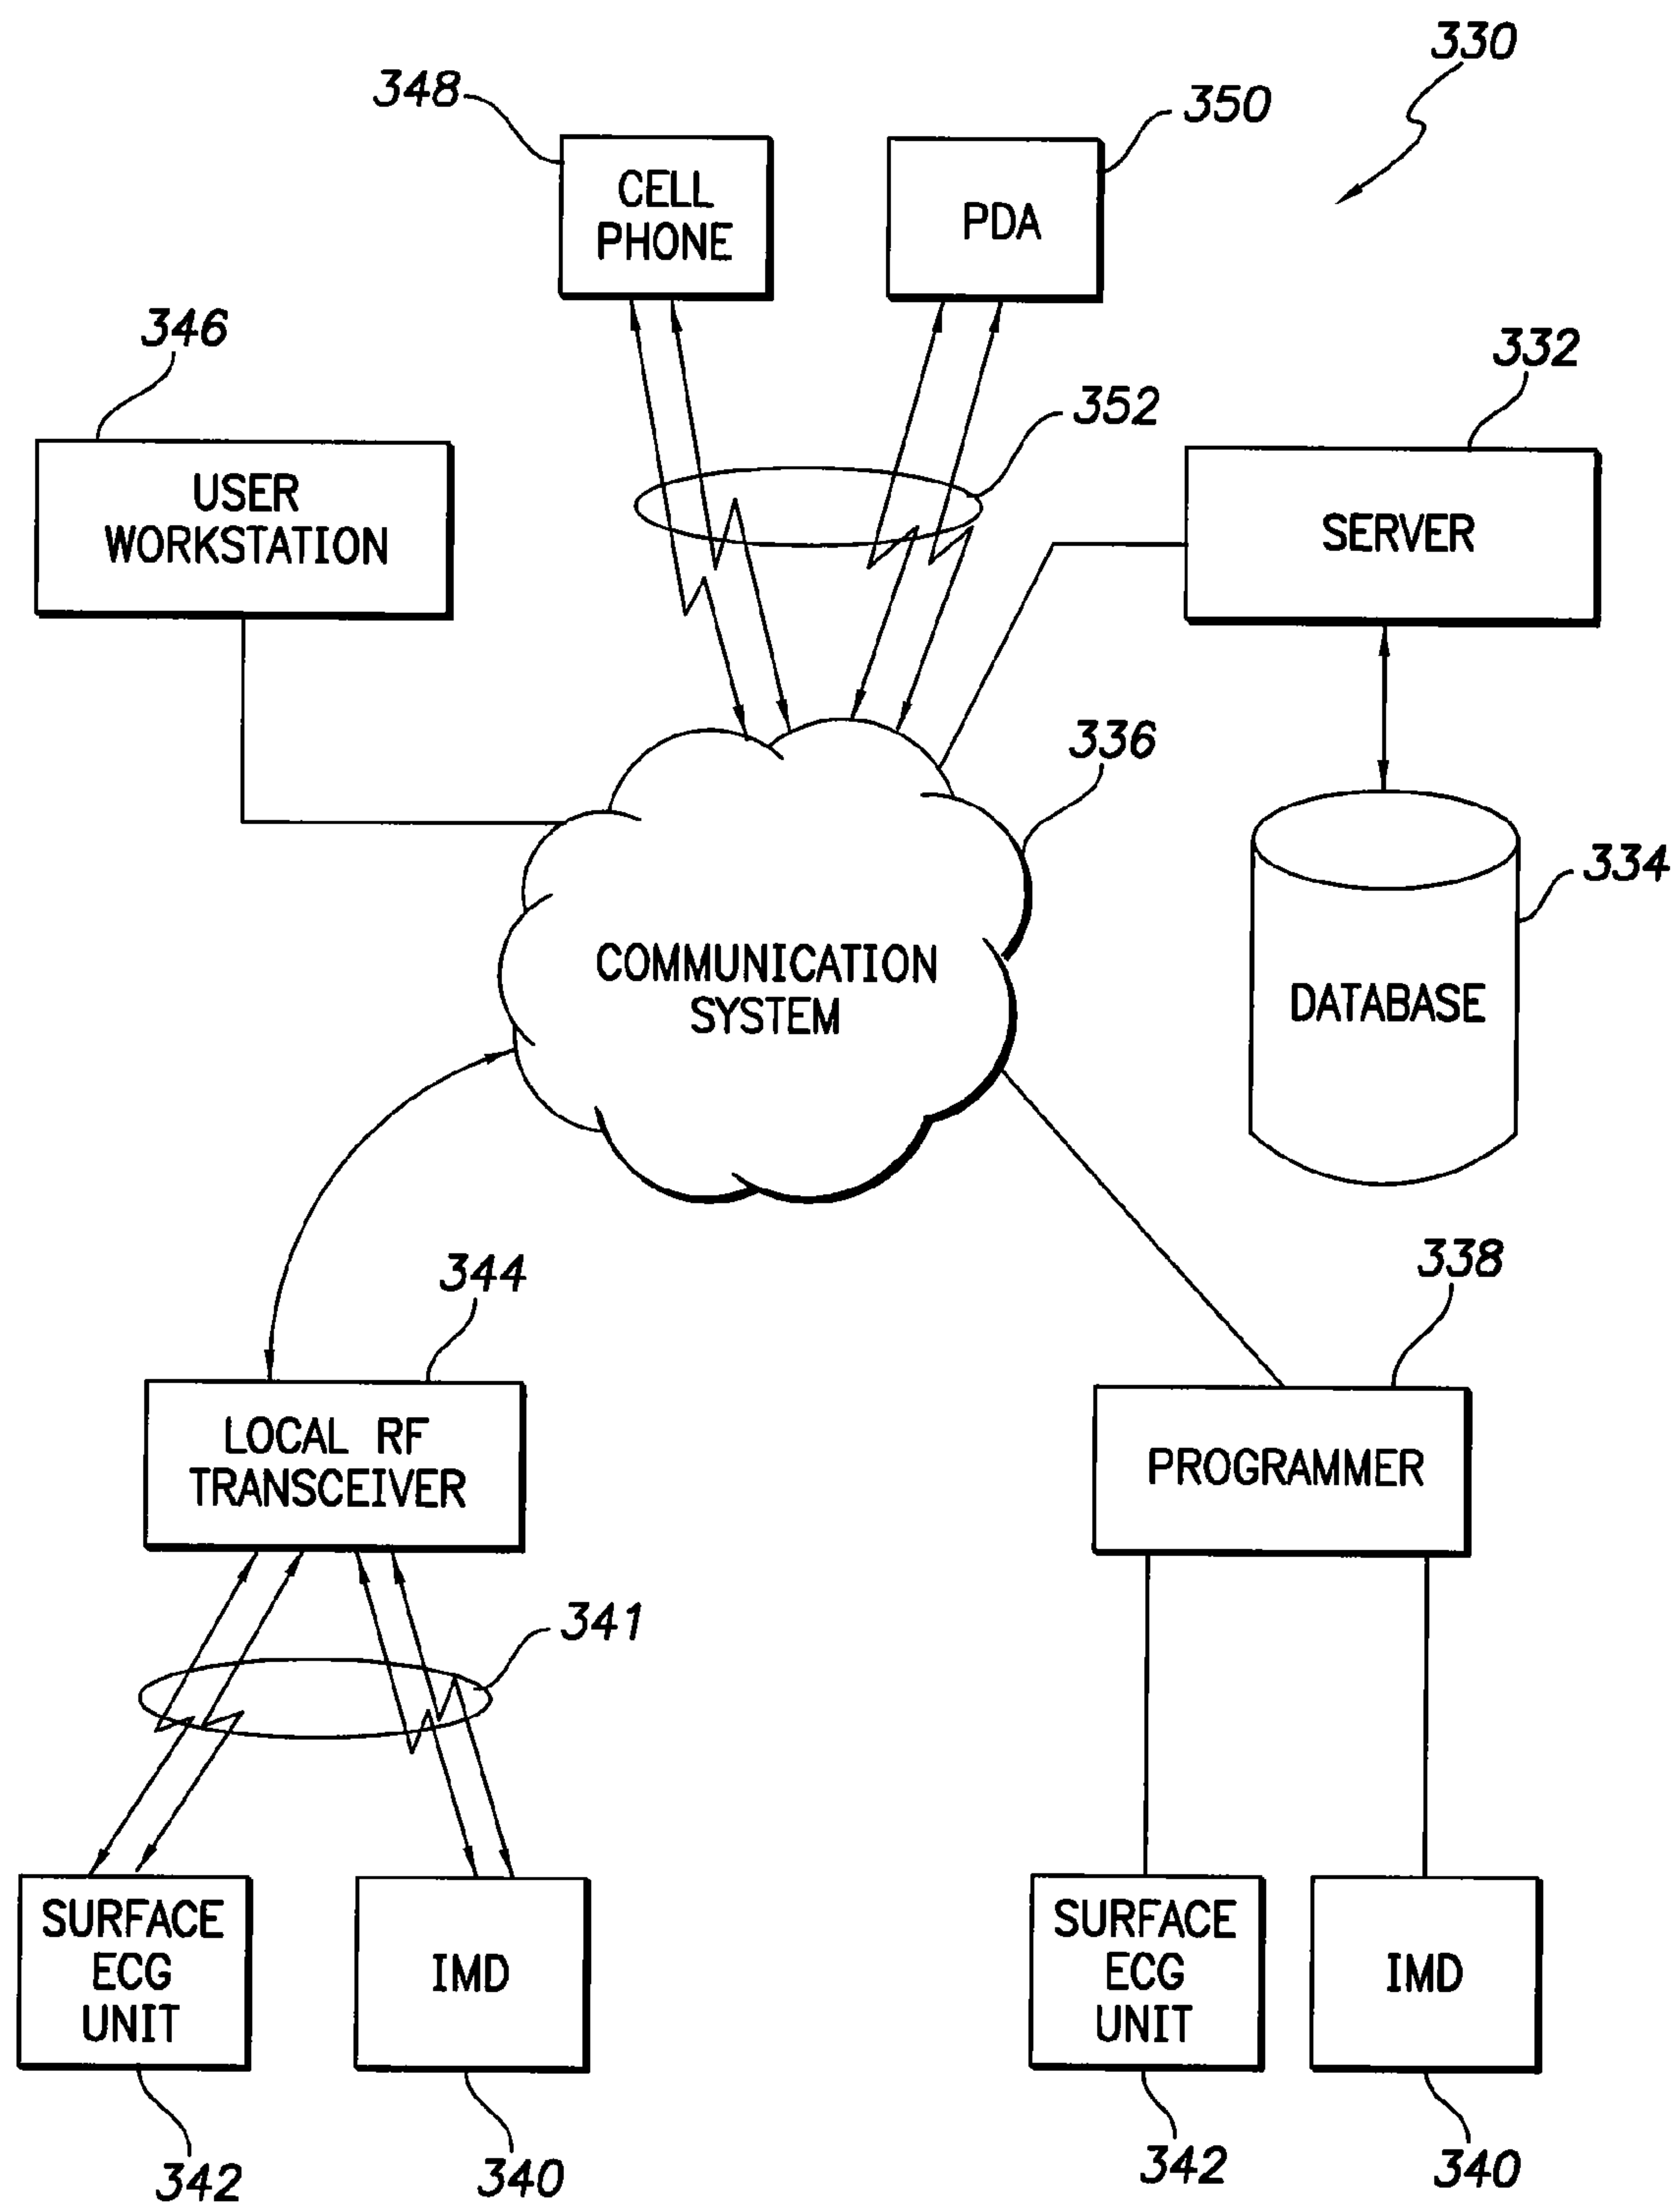 330
348
350
CELL
PHONE
PDA
346
332
352
USER
WORKSTATION
SERVER
336
334
COMMUNICATION
SYSTEM
DATABASE
344
338
LOCAL RF
TRANSCEIVER
PROGRAMMER
341
SURFACE
ECG
UNIT
IMD
SURFACE
ECG
UNIT
IMD
342
340
342
340